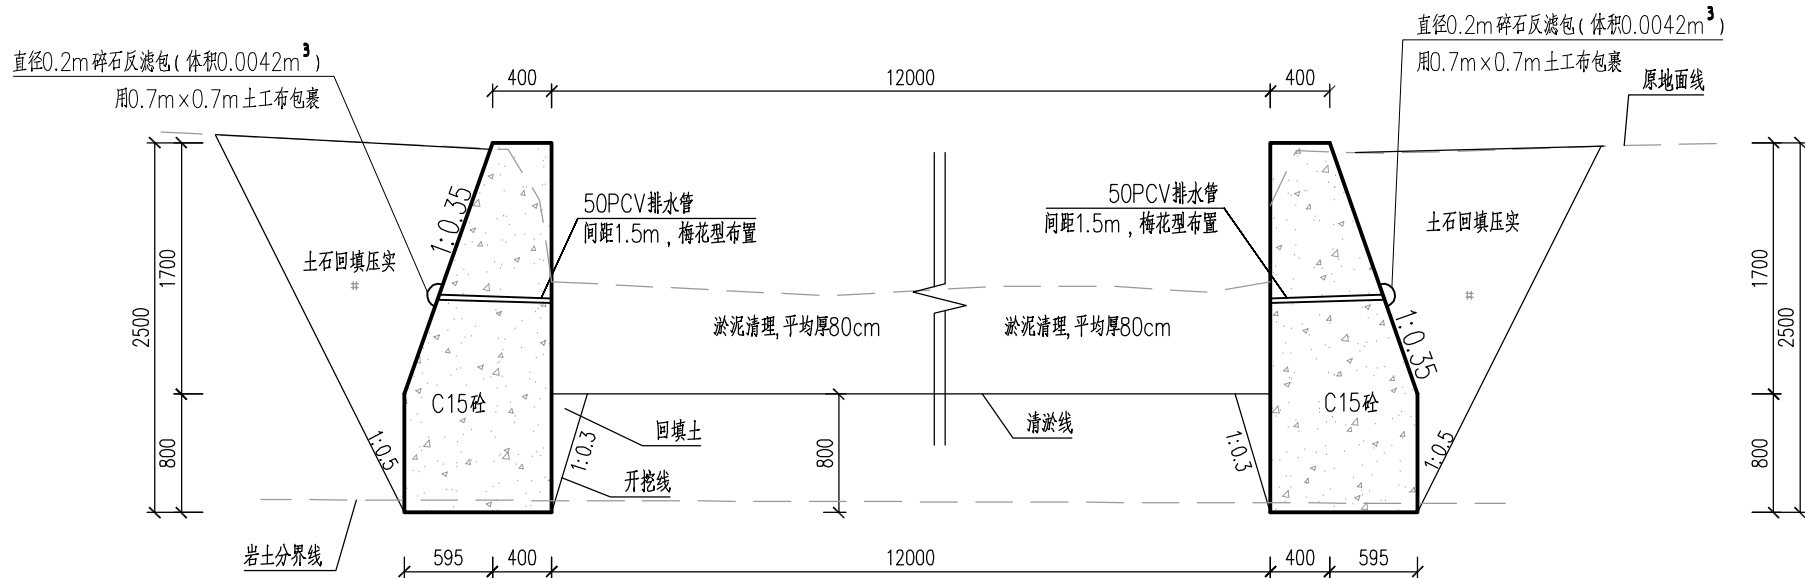 直径0.2m碎石反滤包(体积0.0042m³)
用0.7m×0.7m土工布包裹
直径0.2m碎石反滤包(体积0.0042m³)
用0.7m×0.7m土工布包裹
原地面线
400
12000
400
1:0.35
50PCV排水管
间距1.5m，梅花型布置
50PCV排水管
间距1.5m，梅花型布置
土石回填压实
#
土石回填压实
#
1700
2500
800
1700
2500
800
淤泥清理,平均厚80cm
淤泥清理,平均厚80cm
1:0.35
C15砼
C15砼
回填土
清淤线
1:0.5
1:0.3
800
1:0.3
1:0.5
开挖线
岩土分界线
595
400
12000
400
595